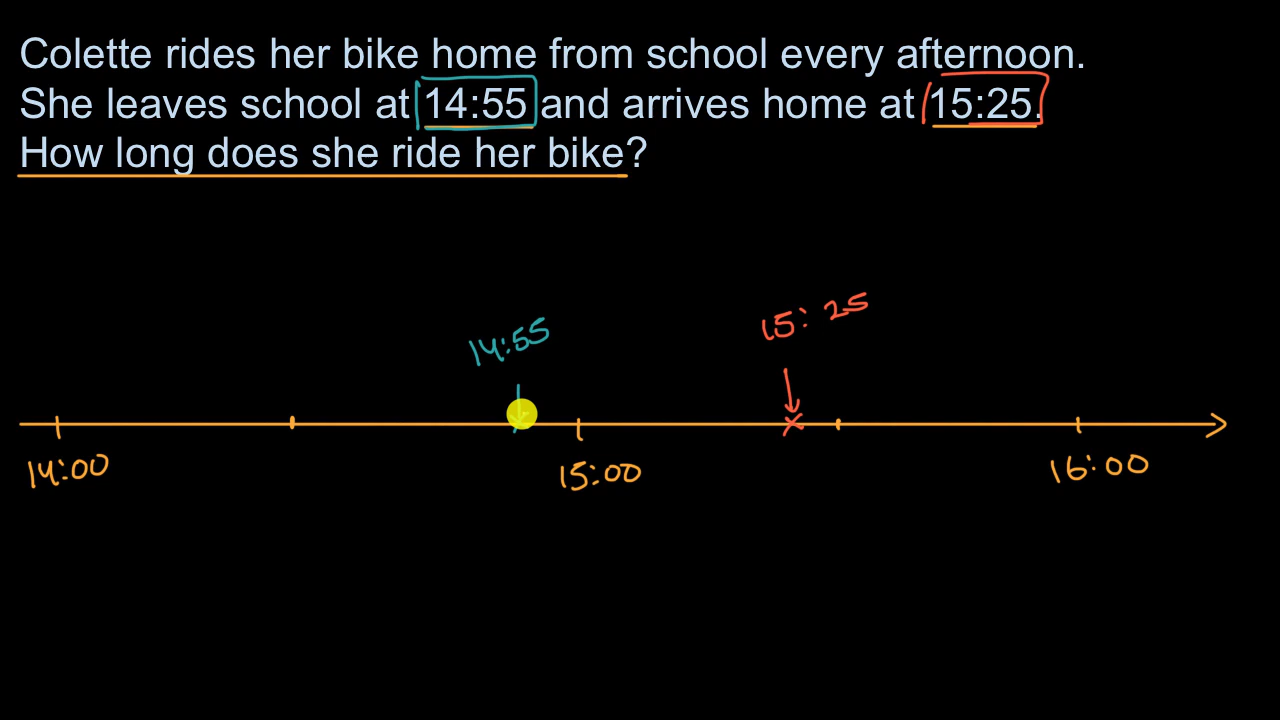 Colette rides her bike home from school every afternoon.
She leaves school at 14:55 and arrives home at 15:25.
How long does she ride her bike?
14:55
15:25
14:00
15:00
16:00